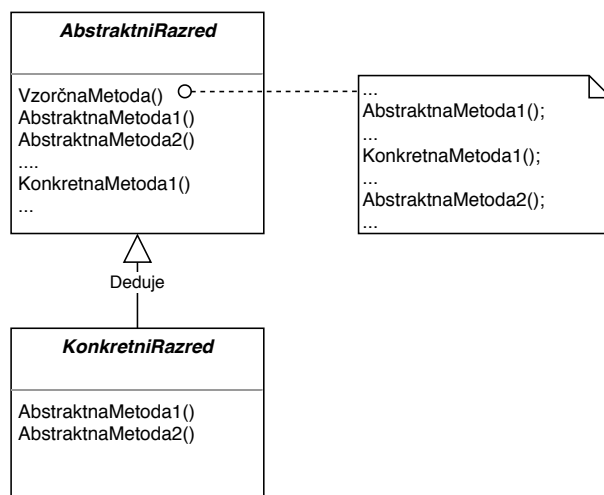 AbstraktniRazred
VzorčnaMetoda()
AbstraktnaMetoda1()
AbstraktnaMetoda2()
....
KonkretnaMetoda1()
...
...
AbstraktnaMetoda1();
...
KonkretnaMetoda1();
...
AbstraktnaMetoda2();
...
Deduje
KonkretniRazred
AbstraktnaMetoda1()
AbstraktnaMetoda2()